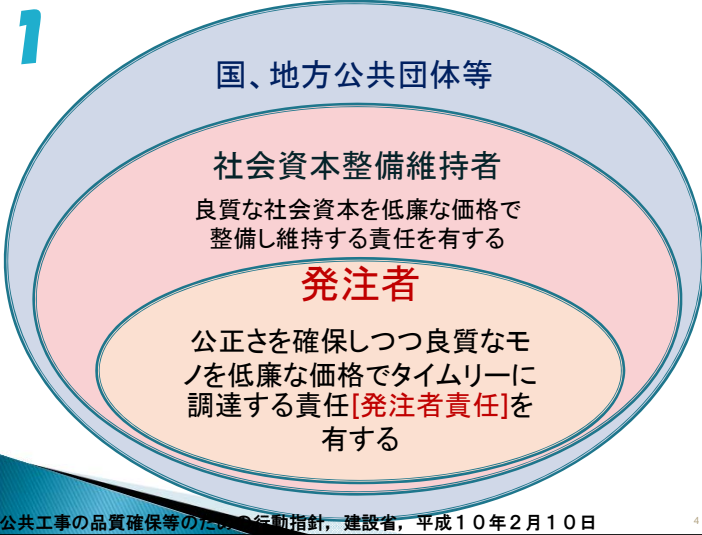 1
国、地方公共団体等
社会資本整備維持者
良質な社会資本を低廉な価格で
整備し維持する責任を有する
発注者
公正さを確保しつつ良質なモ
ノを低廉な価格でタイムリーに
調達する責任[発注者責任]を
有する
公共工事の品質確保等のための行動指針，建設省，平成１０年２月１０日
4